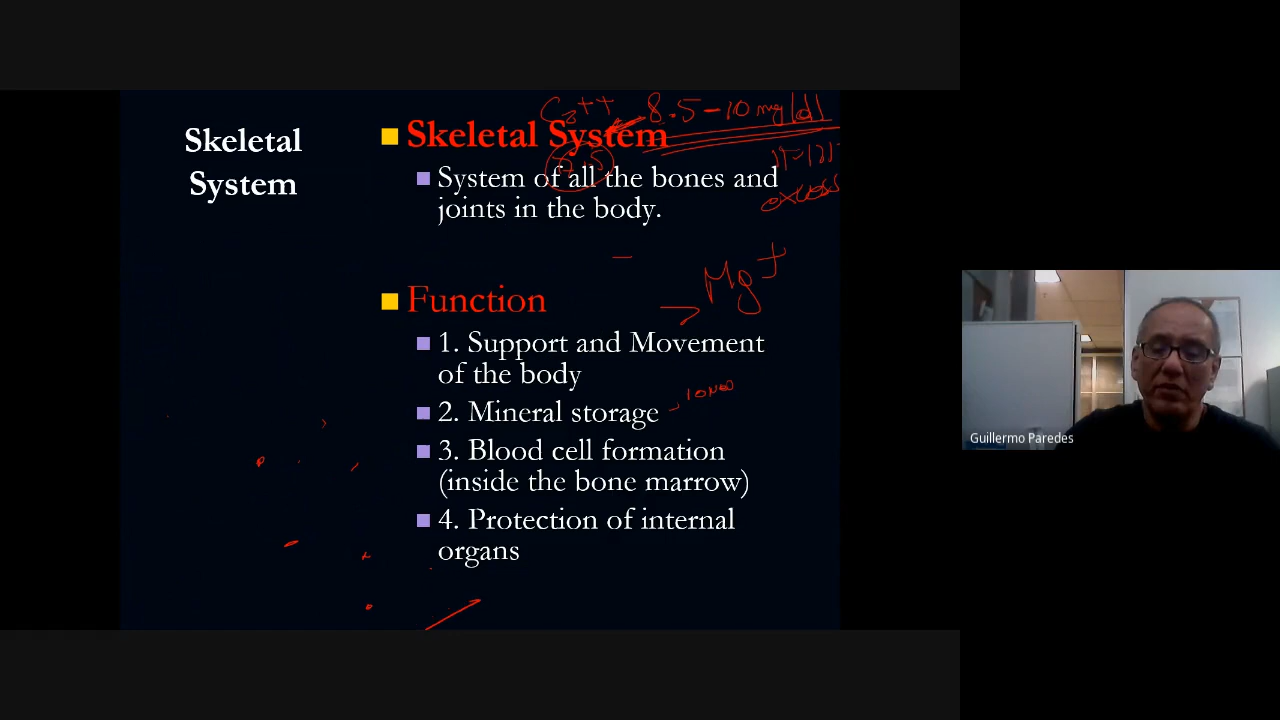 Skeletal
System
Ca++ 8.5-10 mg/dl
Skeletal System
excess
System of all the bones and
joints in the body.
Mg+
Function
1. Support and Movement
of the body
2. Mineral storage
3. Blood cell formation
(inside the bone marrow)
4. Protection of internal
organs
Guillermo Paredes